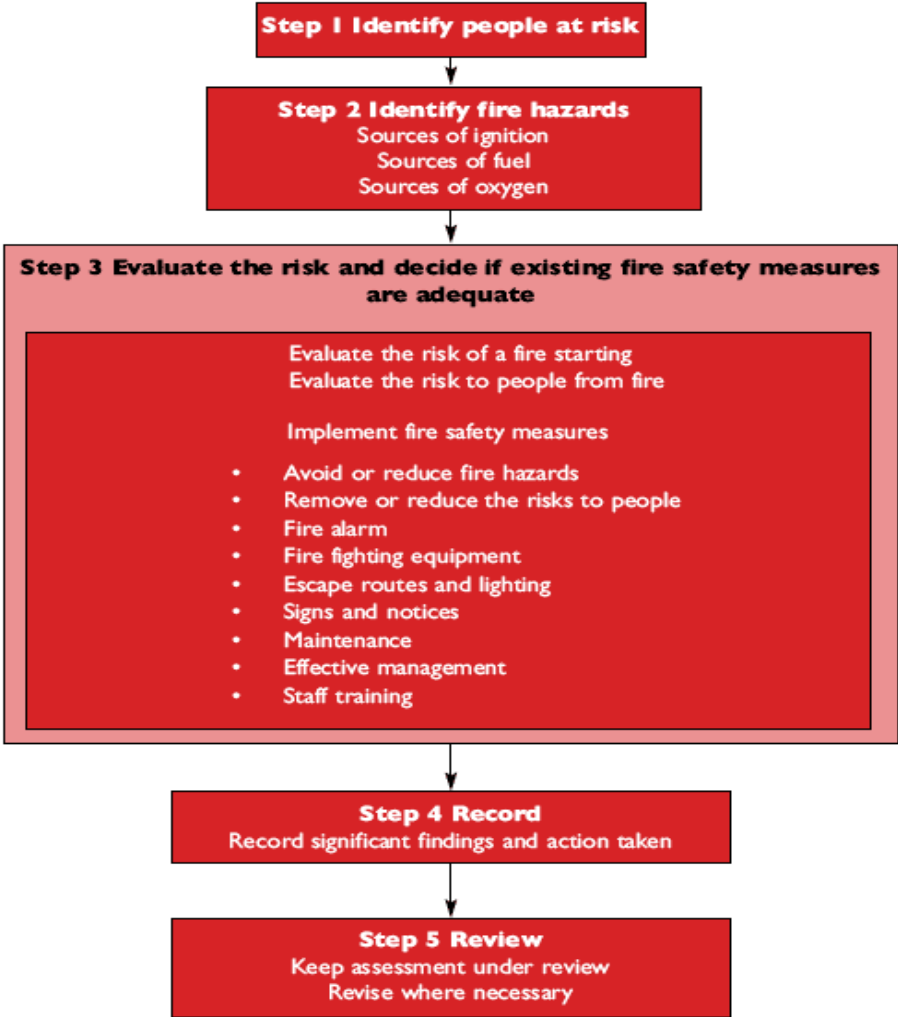 Step 1 Identify people at risk
Step 2 Identify fire hazards
Sources of ignition
Sources of fuel
Sources of oxygen
Step 3 Evaluate the risk and decide if existing fire safety measures
are adequate
Evaluate the risk of a fire starting
Evaluate the risk to people from fire
Implement fire safety measures
• Avoid or reduce fire hazards
• Remove or reduce the risks to people
• Fire alarm
• Fire fighting equipment
• Escape routes and lighting
• Signs and notices
• Maintenance
• Effective management
• Staff training
Step 4 Record
Record significant findings and action taken
Step 5 Review
Keep assessment under review
Revise where necessary